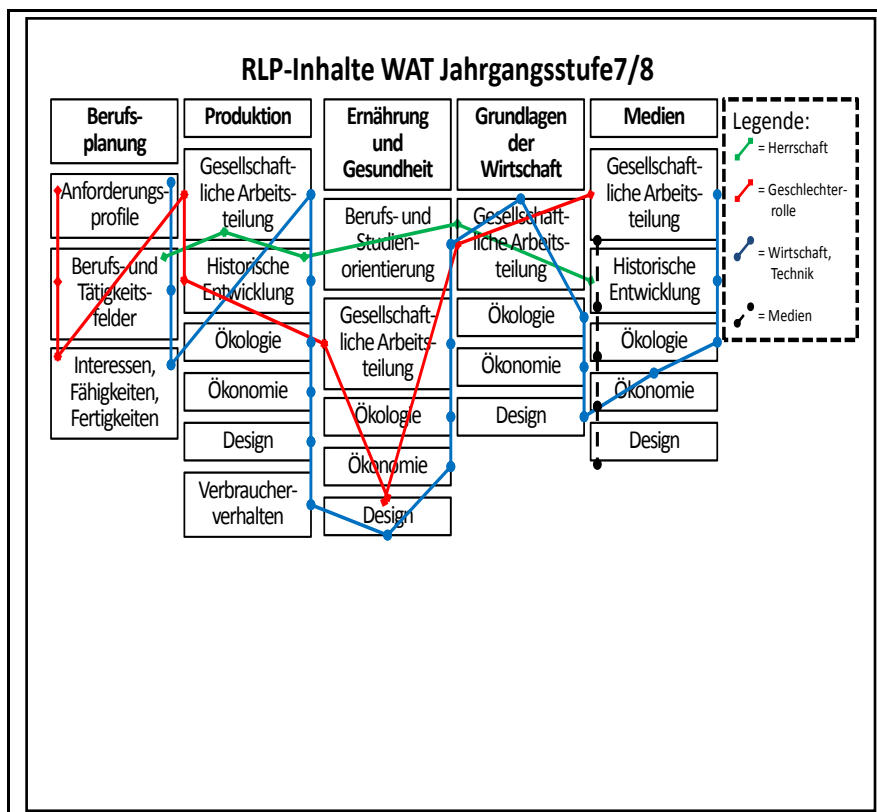 RLP-Inhalte WAT Jahrgangsstufe7/8
Berufs-
planung
Anforderungs-
profile
Berufs- und
Tätigkeits-
felder
Interessen,
Fähigkeiten,
Fertigkeiten
Produktion
Gesellschaft-
liche Arbeits-
teilung
Historische
Entwicklung
Ökologie
Ökonomie
Design
Verbraucher-
verhalten
Ernährung
und
Gesundheit
Berufs- und
Studien-
orientierung
Gesellschaft-
liche Arbeits-
teilung
Ökologie
Ökonomie
Design
Grundlagen
der
Wirtschaft
Gesellschaft-
liche Arbeits-
teilung
Ökologie
Ökonomie
Design
Medien
Gesellschaft-
liche Arbeits-
teilung
Historische
Entwicklung
Ökologie
Ökonomie
Design
Legende:
= Herrschaft
= Geschlechter-
rolle
= Wirtschaft,
Technik
= Medien